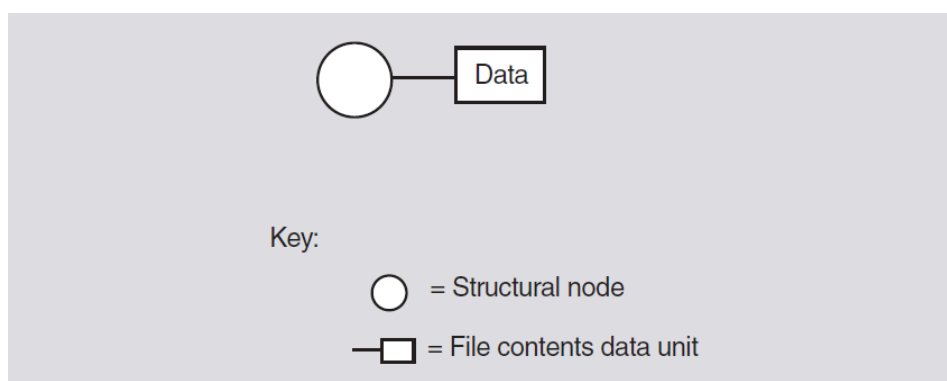 Data
Key:
= Structural node
= File contents data unit